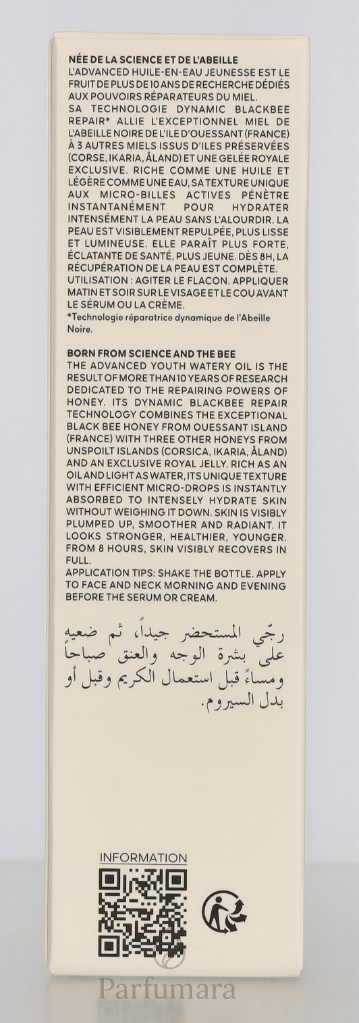 NÉE DE LA SCIENCE ET DE L'ABEILLE
L'ADVANCED HUILE-EN-EAU JEUNESSE EST LE
FRUIT DE PLUS DE 10 ANS DE RECHERCHE DÉDIÉS
AUX POUVOIRS RÉPARATEURS DU MIEL.
SA TECHNOLOGIE DYNAMIC BLACKBEE
REPAIR* ALLIE L'EXCEPTIONNEL MIEL DE
L'ABEILLE NOIRE DE L'ILE D'OUESSANT (FRANCE)
À 3 AUTRES MIELS ISSUS D'ILES PRÉSERVÉES
(CORSE, IKARIA, ÅLAND) ET UNE GELÉE ROYALE
EXCLUSIVE. RICHE COMME UNE HUILE ET
LÉGÈRE COMME UNE EAU, SA TEXTURE UNIQUE
AUX MICRO-BILLES ACTIVES PÉNÈTRE
INSTANTANÉMENT POUR HYDRATER
INTENSÉMENT LA PEAU SANS L'ALOURDIR. LA
PEAU EST VISIBLEMENT REPULPÉE, PLUS LISSE
ET LUMINEUSE. ELLE PARAÎT PLUS FORTE,
ÉCLATANTE DE SANTÉ, PLUS JEUNE. DÈS 8H, LA
RÉCUPÉRATION DE LA PEAU EST COMPLÈTE.
UTILISATION : AGITER LE FLACON. APPLIQUER
MATIN ET SOIR SUR LE VISAGE ET LE COU AVANT
LE SÉRUM OU LA CRÈME.
*Technologie réparatrice dynamique de l'Abeille
Noire.
BORN FROM SCIENCE AND THE BEE
THE ADVANCED YOUTH WATERY OIL IS THE
RESULT OF MORE THAN 10 YEARS OF RESEARCH
DEDICATED TO THE REPAIRING POWERS OF
HONEY. ITS DYNAMIC BLACKBEE REPAIR
TECHNOLOGY COMBINES THE EXCEPTIONAL
BLACK BEE HONEY FROM OUESSANT ISLAND
(FRANCE) WITH THREE OTHER HONEYS FROM
UNSPOILT ISLANDS (CORSICA, IKARIA, ÅLAND)
AND AN EXCLUSIVE ROYAL JELLY. RICH AS AN
OIL AND LIGHT AS WATER, ITS UNIQUE TEXTURE
WITH EFFICIENT MICRO-DROPS IS INSTANTLY
ABSORBED TO INTENSELY HYDRATE SKIN
WITHOUT WEIGHING IT DOWN. SKIN IS VISIBLY
PLUMPED UP, SMOOTHER AND RADIANT. IT
LOOKS STRONGER, HEALTHIER, YOUNGER.
FROM 8 HOURS, SKIN VISIBLY RECOVERS IN
FULL.
APPLICATION TIPS: SHAKE THE BOTTLE. APPLY
TO FACE AND NECK MORNING AND EVENING
BEFORE THE SERUM OR CREAM.
رجّي المستحضر جيداً، ثم ضعيه
على بشرة الوجه والعنق صباحاً
ومساءً قبل استعمال الكريم وقبل أو
بدل السيروم.
INFORMATION
Parfumara